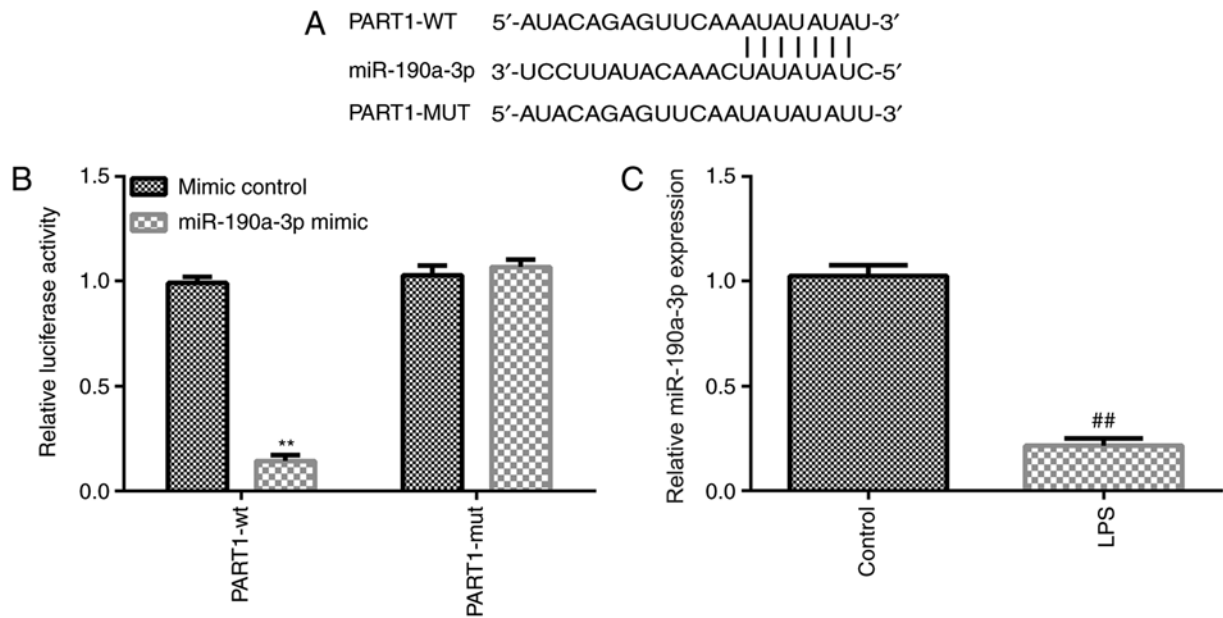 A
PART1-WT 5′-AUACAGAGUUCAAAUAUAUAU-3′
miR-190a-3p 3′-UCCUUAUACAAACUAUAUAUC-5′
PART1-MUT 5′-AUACAGAGUUCAAUAUAUAUU-3′
B
Relative luciferase activity
1.5
1.0
0.5
0.0
Mimic control
miR-190a-3p mimic
**
PART1-wt
PART1-mut
C
Relative miR-190a-3p expression
1.5
1.0
0.5
0.0
##
Control
LPS